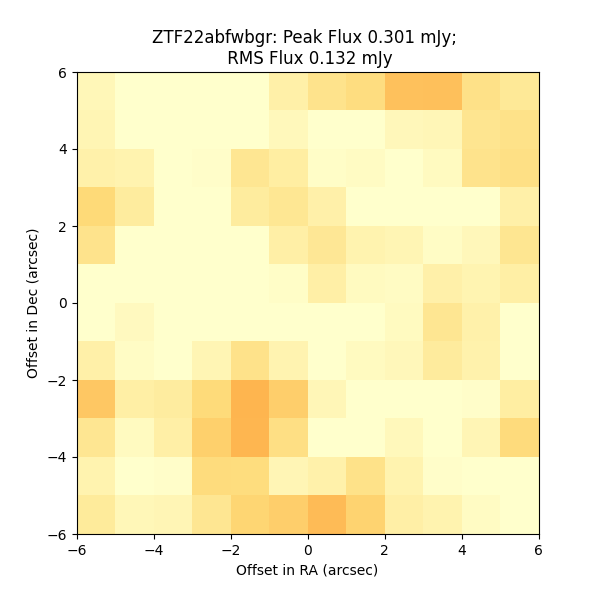 ZTF22abfwbgr: Peak Flux 0.301 mJy;
RMS Flux 0.132 mJy
6
4
2
0
−2
−4
−6
Offset in Dec (arcsec)
−6 −4 −2 0 2 4 6
Offset in RA (arcsec)